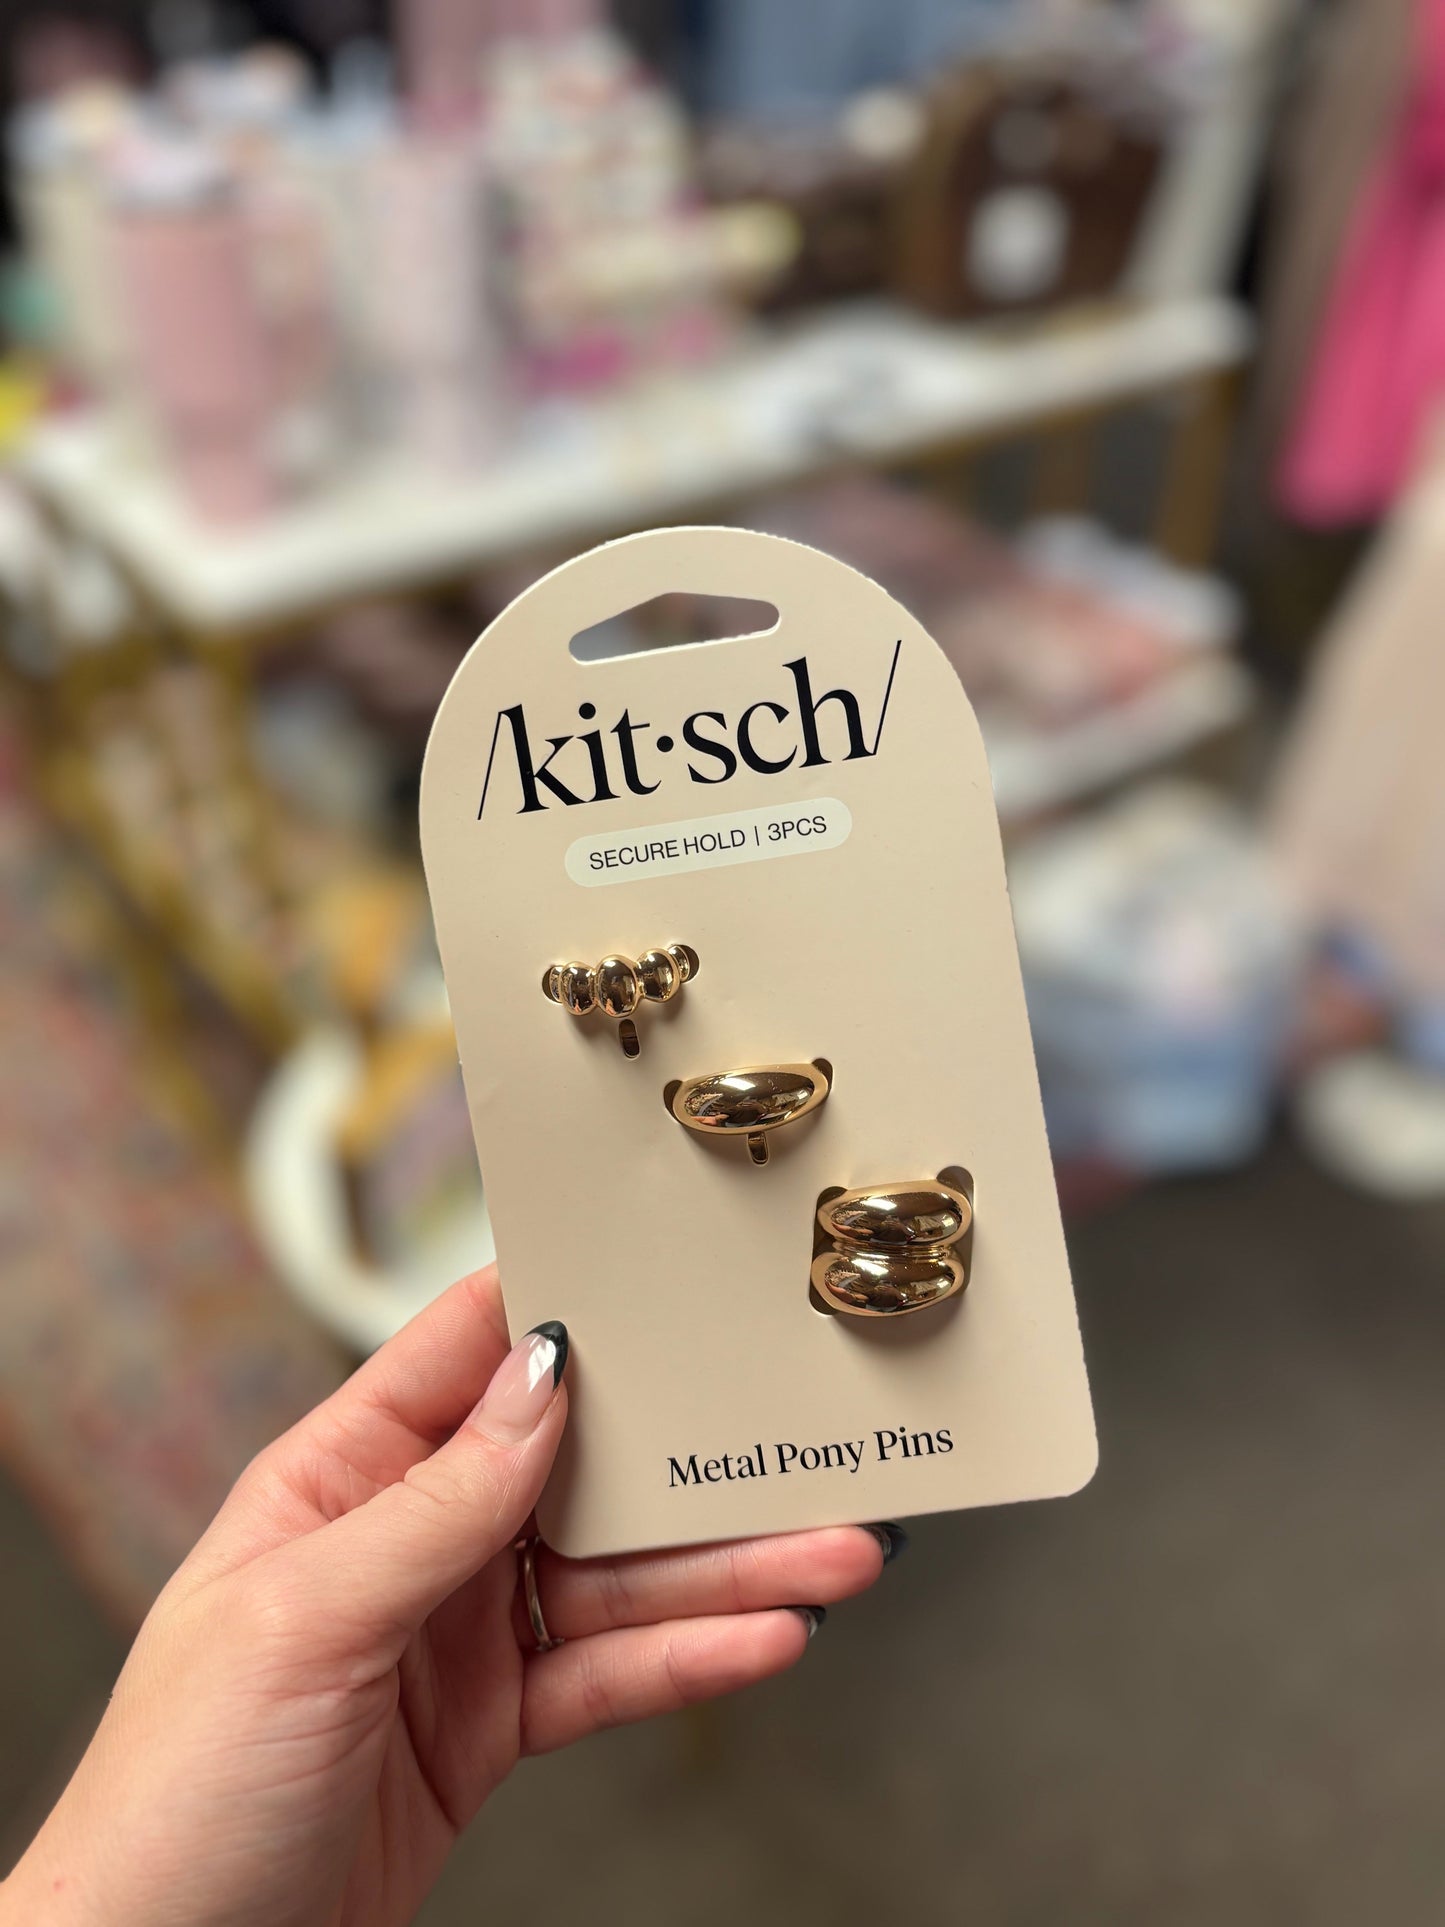 /kit·sch/
SECURE HOLD | 3PCS
Metal Pony Pins